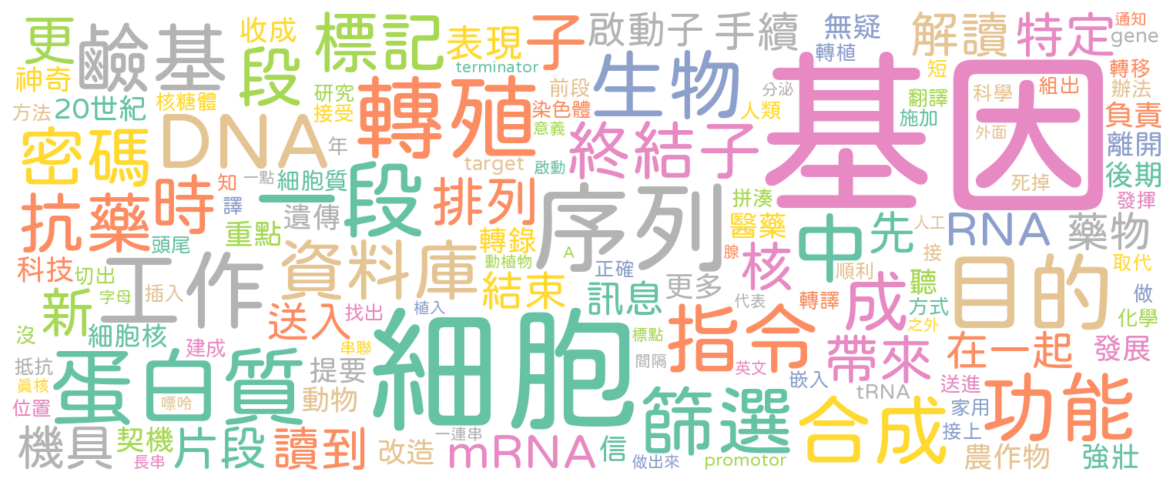 更
鹼基
收成
段
標記
表現
子
啟動子
手續
無疑
解讀
特定
通知
gene
神奇
轉植
terminator
轉移
方法
20世紀
核糖體
研究
接受
轉殖
前段
染色體
生物
分泌
人類
短
翻譯
施加
基因
科學
組出
辦法
外面
負責
密碼
DNA
年
意義
終結子
離開
target
啟動
死掉
後期
抗藥
時
知
一點
細胞質
一段
排列
序列
拼湊
譯
遺傳
醫藥
中
先
人工
RNA
發揮
藥物
頭尾
重點
轉錄
動植物
A
腺
核
接
科技
切出
工作
資料庫
正確
順利
目的
取代
字母
插入
結束
訊息
更多
代表
轉譯
成
聽
方式
做
新
送入
找出
植入
之外
化學
沒
細胞核
標點
指令
建成
串聯
細胞
間隔
英文
帶來
在一起
發展
抵抗
蛋白質
提要
真核
嵌入
tRNA
送進
功能
位置
嘌呤
動物
篩選
合成
家用
機具
契機
片段
讀到
改造
一連串
mRNA
信
接上
農作物
強壯
長串
做出來
promotor